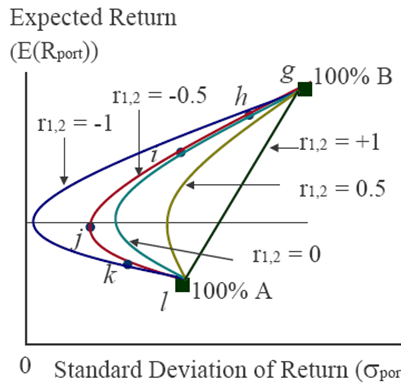 Expected Return
(E(Rport))
g 100% B
r1,2 = -0.5 h
r1,2 = -1
r1,2 = +1
i
r1,2 = 0.5
j
r1,2 = 0
k
l 100% A
0 Standard Deviation of Return (σpor